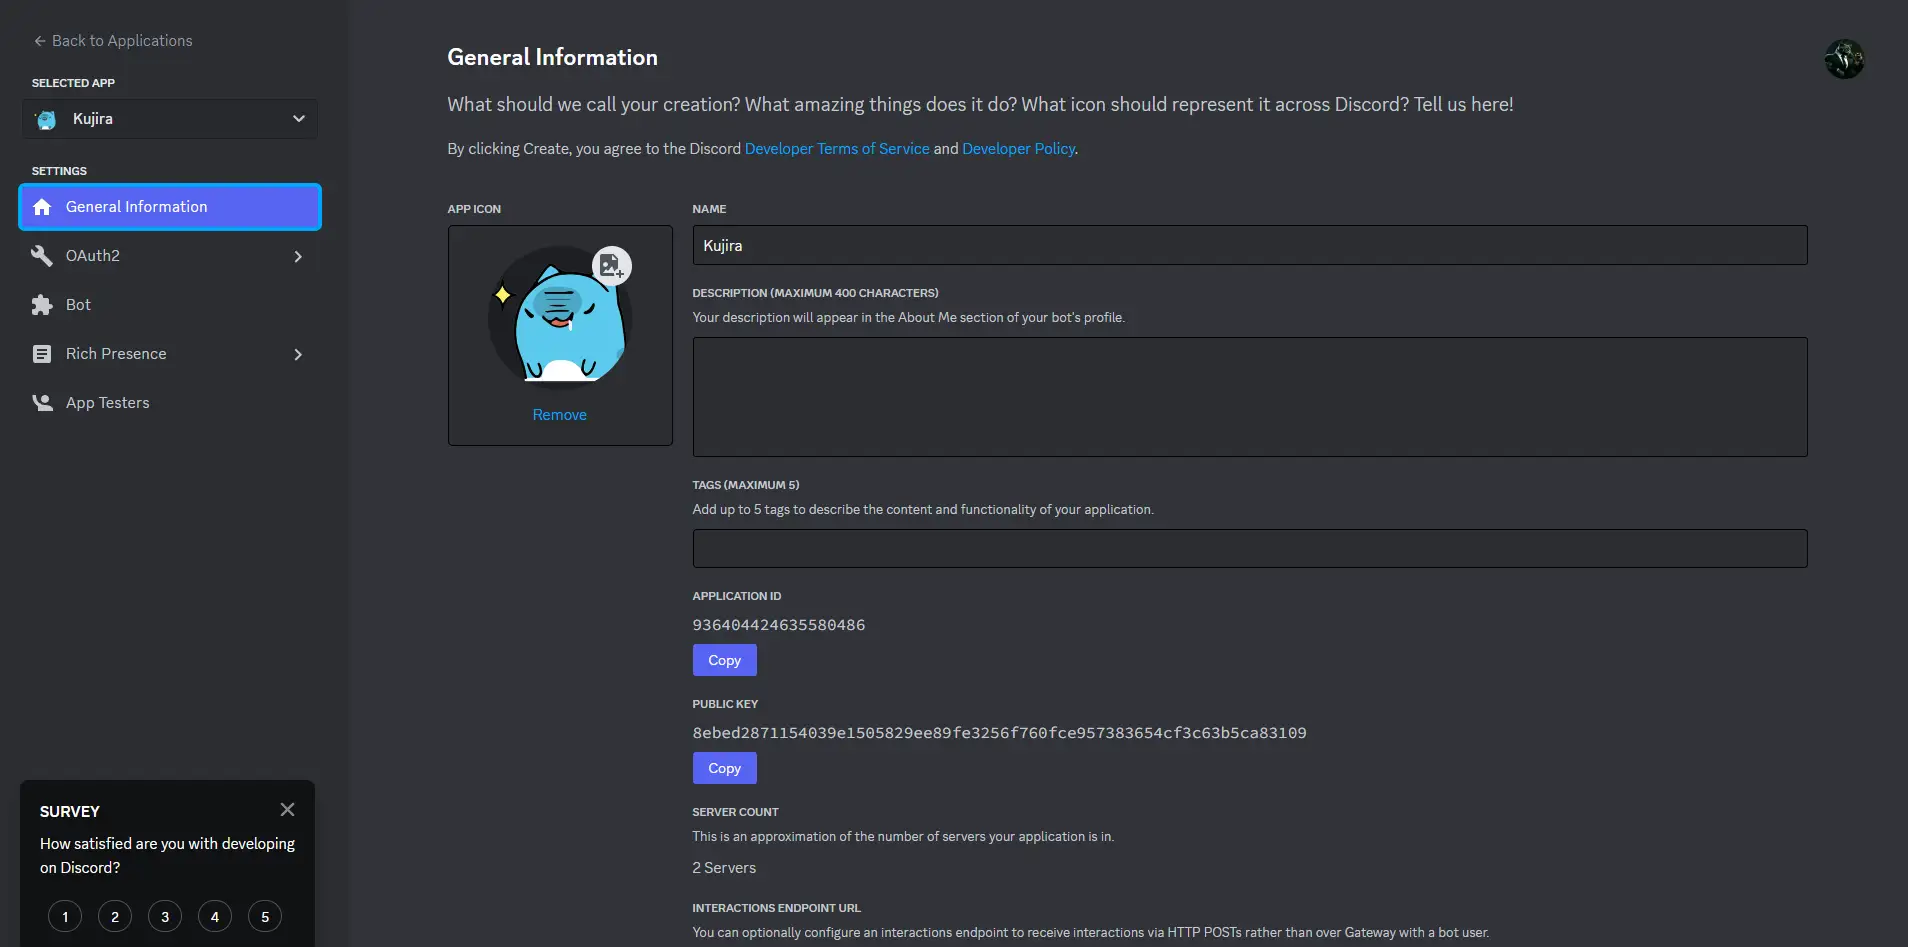 ← Back to Applications
SELECTED APP
Kujira
SETTINGS
General Information
OAuth2
Bot
Rich Presence
App Testers
SURVEY
How satisfied are you with developing
on Discord?
1 2 3 4 5
General Information
What should we call your creation? What amazing things does it do? What icon should represent it across Discord? Tell us here!
By clicking Create, you agree to the Discord Developer Terms of Service and Developer Policy.
APP ICON
Remove
NAME
Kujira
DESCRIPTION (MAXIMUM 400 CHARACTERS)
Your description will appear in the About Me section of your bot's profile.
TAGS (MAXIMUM 5)
Add up to 5 tags to describe the content and functionality of your application.
APPLICATION ID
936404424635580486
Copy
PUBLIC KEY
8ebed2871154039e1505829ee89fe3256f760fce957383654cf3c63b5ca83109
Copy
SERVER COUNT
This is an approximation of the number of servers your application is in.
2 Servers
INTERACTIONS ENDPOINT URL
You can optionally configure an interactions endpoint to receive interactions via HTTP POSTs rather than over Gateway with a bot user.